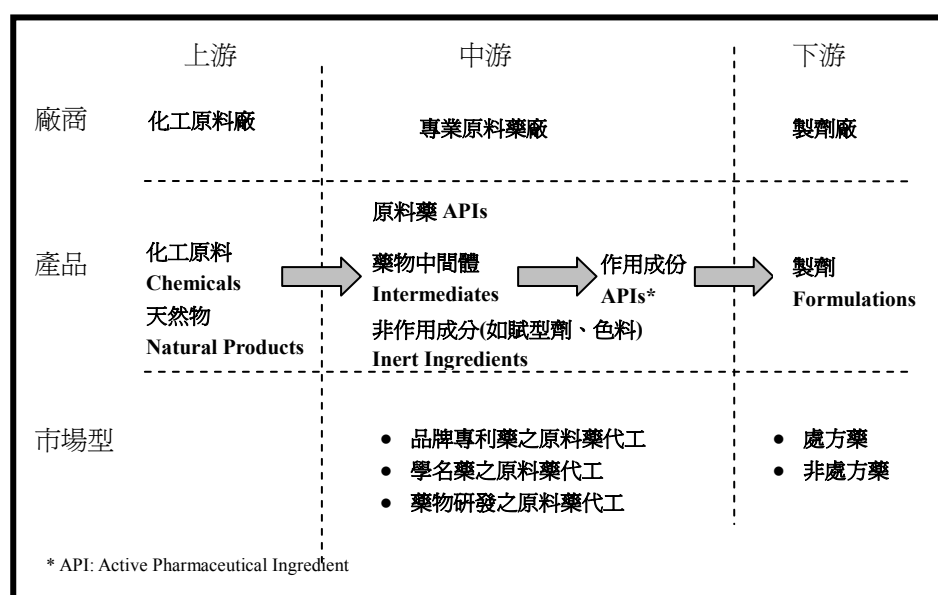 上游
中游
下游
廠商
化工原料廠
專業原料藥廠
製劑廠
產品
化工原料
Chemicals
天然物
Natural Products
原料藥 APIs
藥物中間體
Intermediates
非作用成分(如賦型劑、色料)
Inert Ingredients
作用成份
APIs*
製劑
Formulations
市場型
• 品牌專利藥之原料藥代工
• 學名藥之原料藥代工
• 藥物研發之原料藥代工
• 處方藥
• 非處方藥
* API: Active Pharmaceutical Ingredient